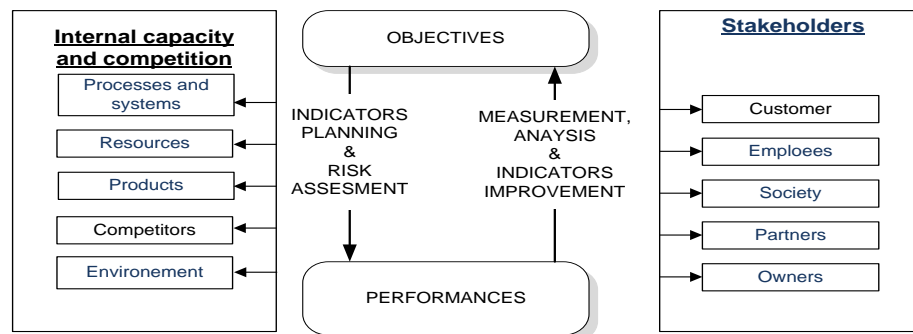 Internal capacity
and competition
Processes and
systems
Resources
Products
Competitors
Environement
OBJECTIVES
INDICATORS
PLANNING
&
RISK
ASSESMENT
MEASUREMENT,
ANAYSIS
&
INDICATORS
IMPROVEMENT
PERFORMANCES
Stakeholders
Customer
Emploees
Society
Partners
Owners